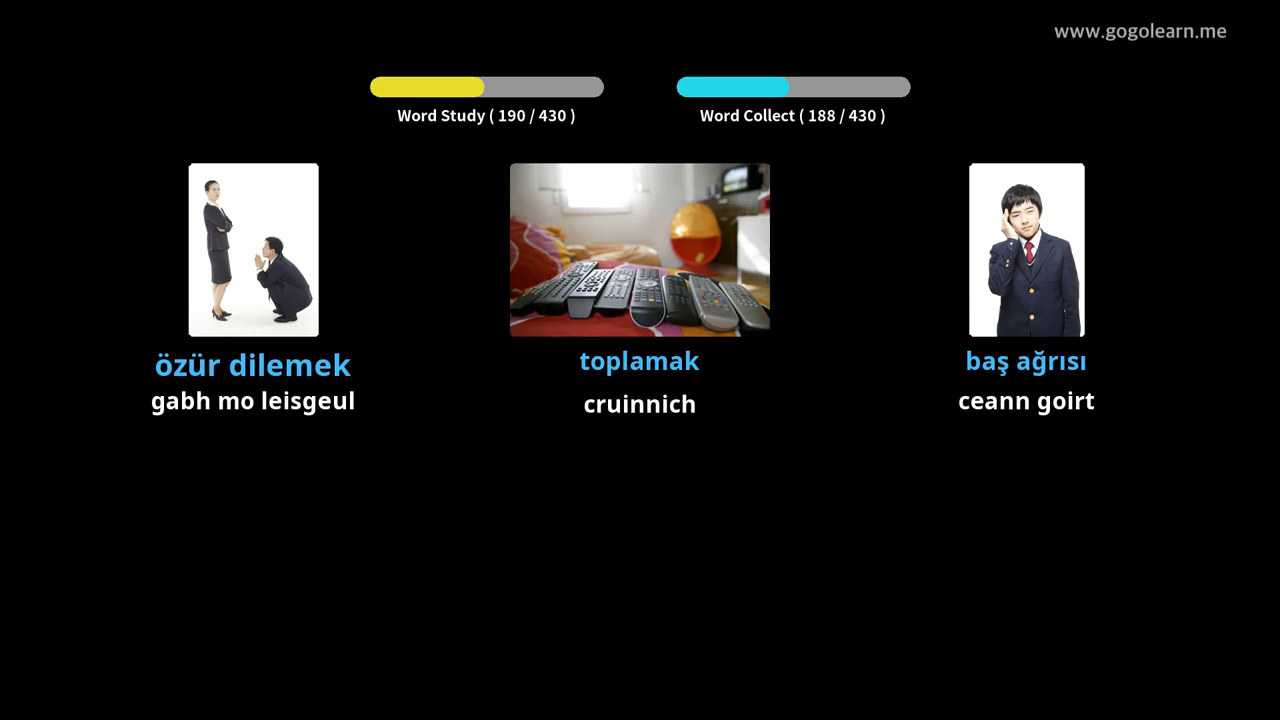 www.gogolearn.me
Word Study ( 190 / 430 )
Word Collect ( 188 / 430 )
özür dilemek
gabh mo leisgeul
toplamak
cruinnich
baş ağrısı
ceann goirt